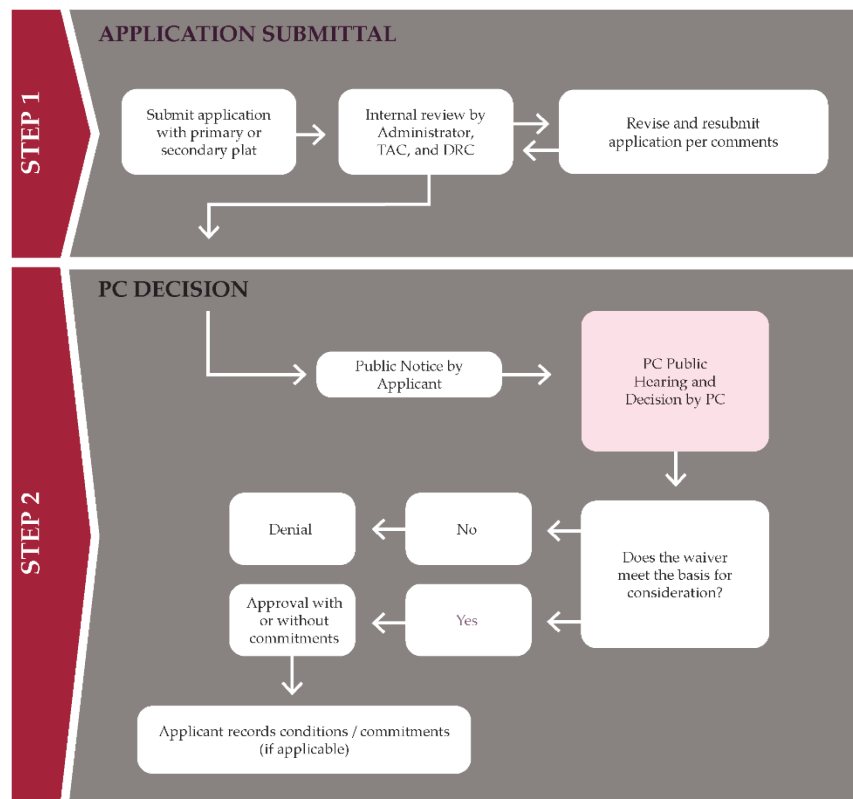 STEP 1
APPLICATION SUBMITTAL
Submit application
with primary or
secondary plat
Internal review by
Administrator,
TAC, and DRC
Revise and resubmit
application per comments
STEP 2
PC DECISION
Public Notice by
Applicant
PC Public
Hearing and
Decision by PC
Does the waiver
meet the basis for
consideration?
No
Denial
Yes
Approval with
or without
commitments
Applicant records conditions / commitments
(if applicable)